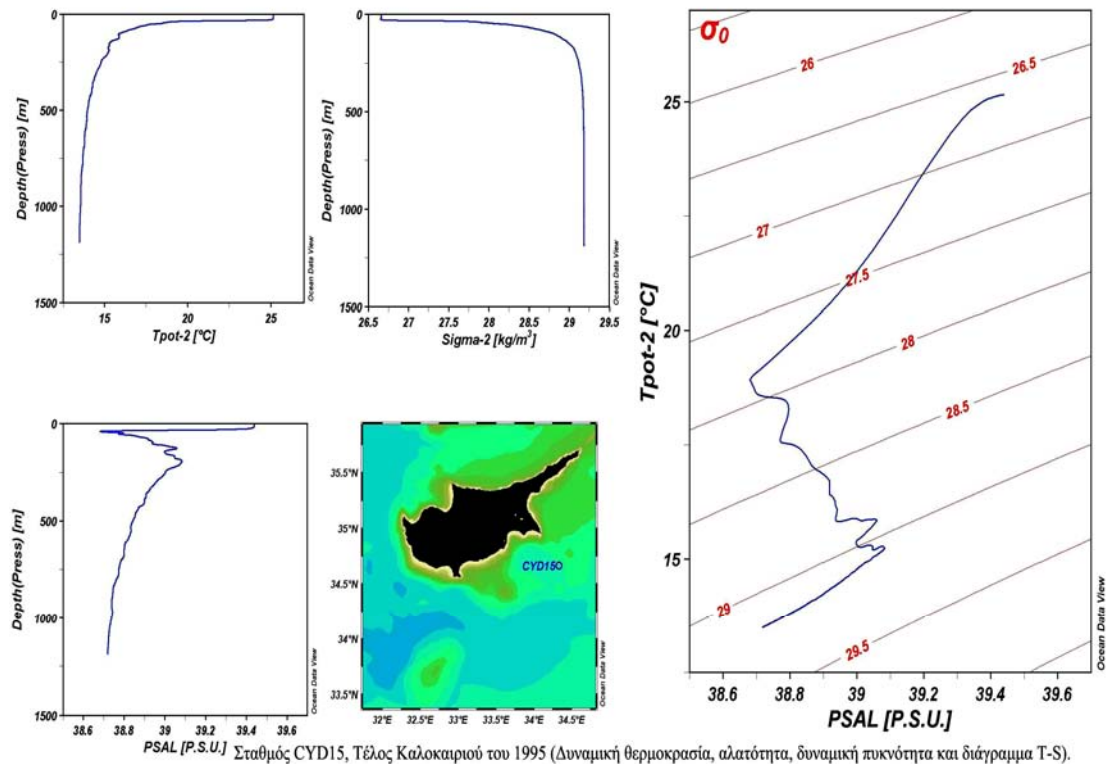 0
500
1000
1500
Depth(Press) [m]
15
20
25
Tpot-2 [ºC]
Ocean Data View
0
500
1000
1500
Depth(Press) [m]
26.5
27
27.5
28
28.5
29
29.5
Sigma-2 [kg/m³]
Ocean Data View
σ₀
26
26.5
27
27.5
28
28.5
29
29.5
25
20
15
Tpot-2 [°C]
38.6
38.8
39
39.2
39.4
39.6
PSAL [P.S.U.]
Ocean Data View
0
500
1000
1500
Depth(Press) [m]
38.6
38.8
39
39.2
39.4
39.6
PSAL [P.S.U.]
Ocean Data View
35.5°N
35°N
34.5°N
34°N
33.5°N
CYD15
32°E
32.5°E
33°E
33.5°E
34°E
34.5°E
Ocean Data View
Σταθμός CYD15, Τέλος Καλοκαιριού του 1995 (Δυναμική θερμοκρασία, αλατότητα, δυναμική πυκνότητα και διάγραμμα T-S).